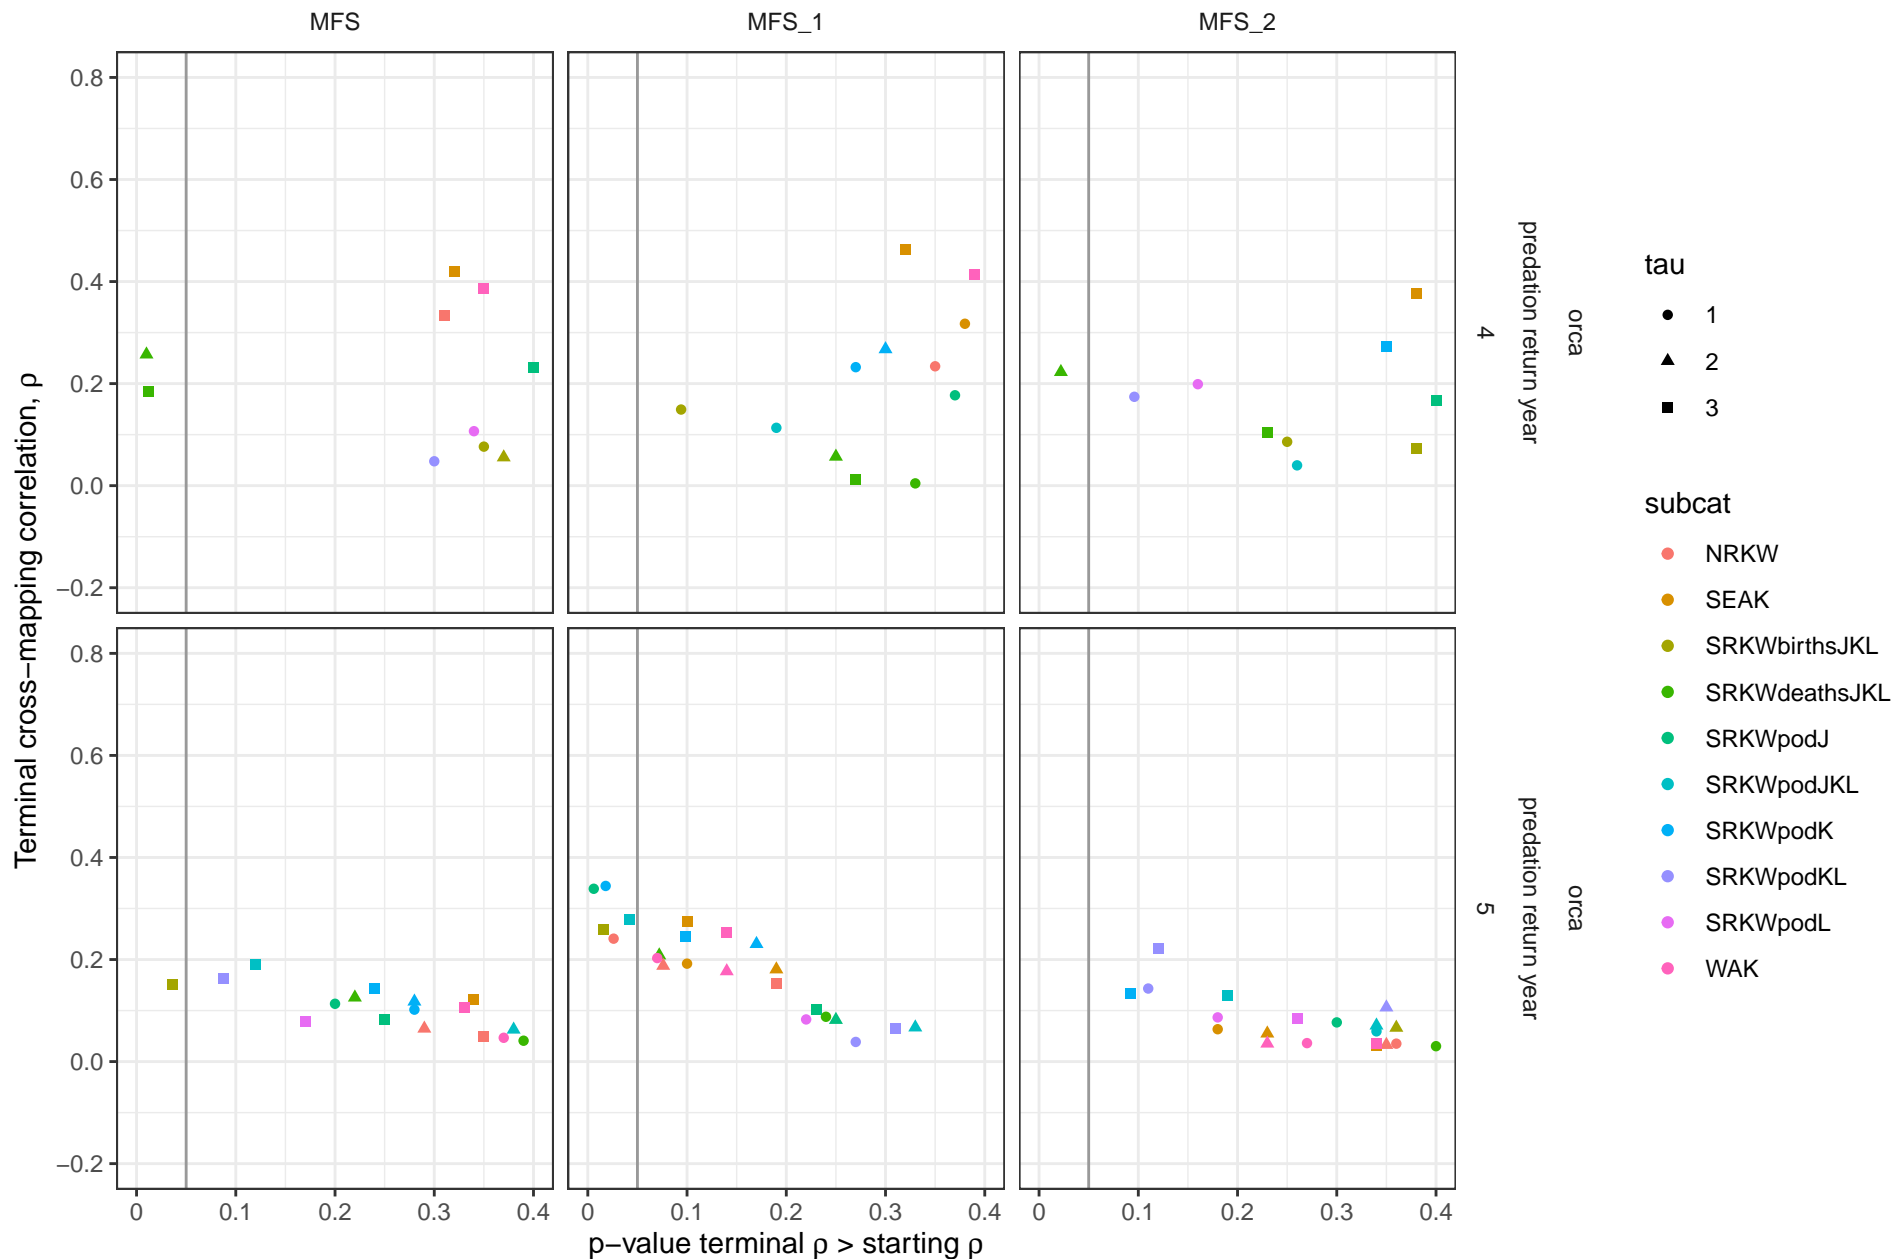 MFS MFS_1 MFS_2
Terminal cross−mapping correlation, ρ
0.8
0.6
0.4
0.2
0.0
−0.2
orca
predation return year
4
0.8
0.6
0.4
0.2
0.0
−0.2
orca
predation return year
5
0 0.1 0.2 0.3 0.4 0 0.1 0.2 0.3 0.4 0 0.1 0.2 0.3 0.4
p−value terminal ρ > starting ρ
tau
1
2
3
subcat
NRKW
SEAK
SRKWbirthsJKL
SRKWdeathsJKL
SRKWpodJ
SRKWpodJKL
SRKWpodK
SRKWpodKL
SRKWpodL
WAK